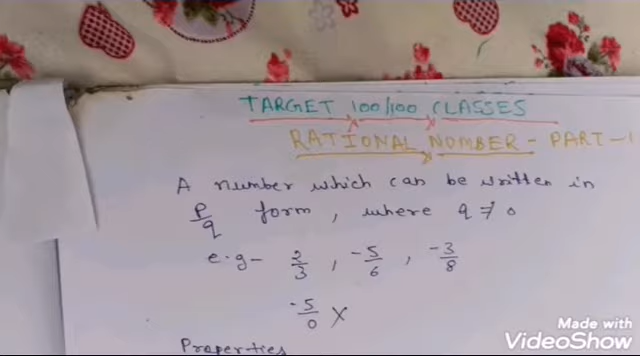 TARGET 100/100 CLASSES
RATIONAL NUMBER - PART-1
A number which can be written in
p/q form, where q ≠ 0
e.g- 2/3, -5/6, -3/8
-5/0 X
Properties
Made with
VideoShow